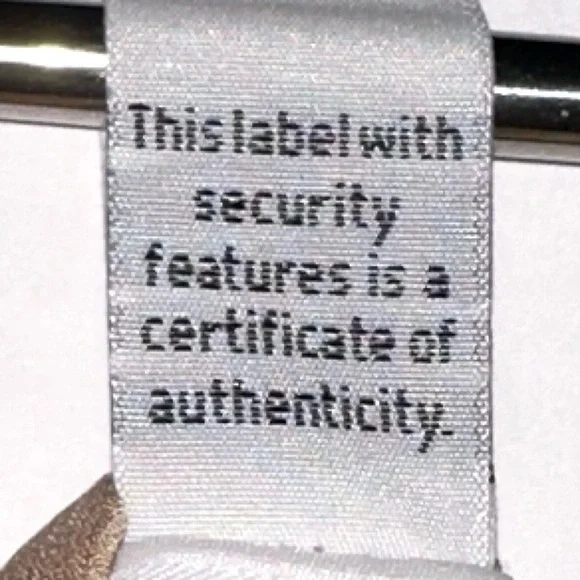 This label with
security
features is a
certificate of
authenticity.